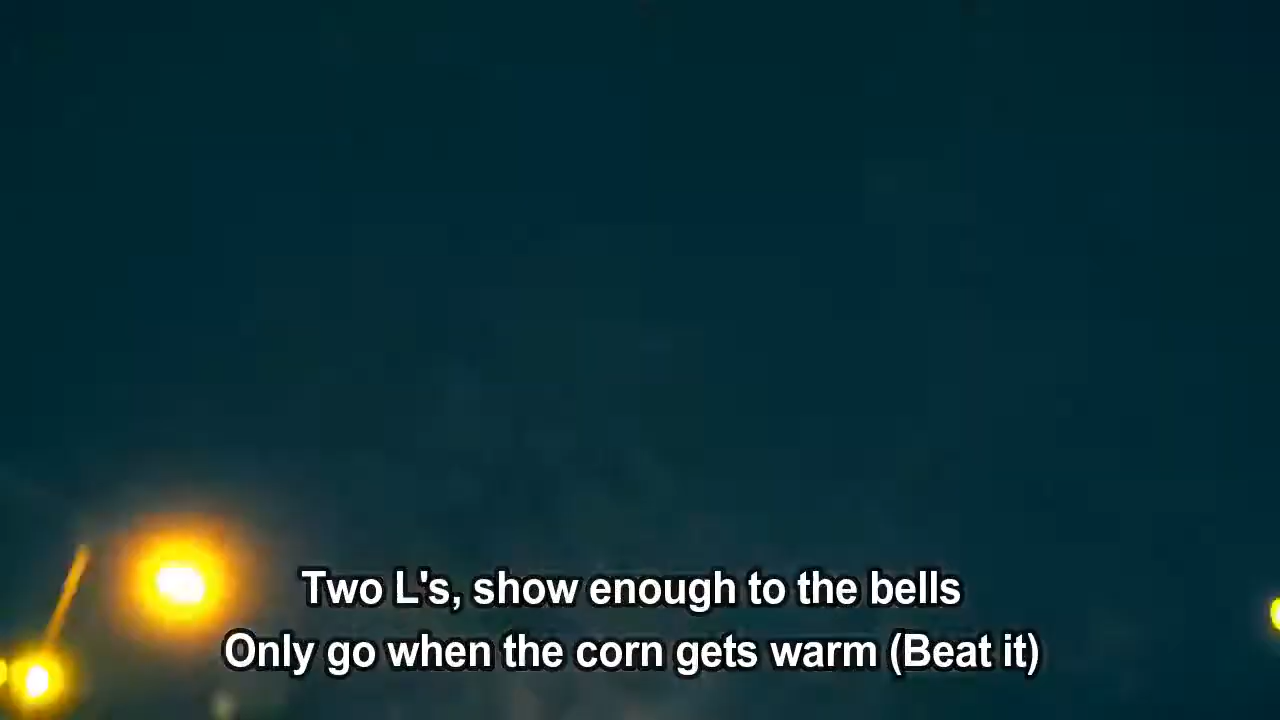 Two L's, show enough to the bells
Only go when the corn gets warm (Beat it)